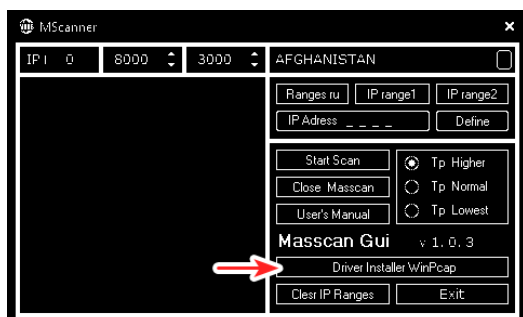 MScanner
IP: 0 8000 3000 AFGHANISTAN
Ranges ru IP range1 IP range2
IP Adress _ _ _ _ Define
Start Scan Tp Higher
Close Masscan Tp Normal
User's Manual Tp Lowest
Masscan Gui v 1.0.3
Driver Installer WinPcap
Clesr IP Ranges Exit